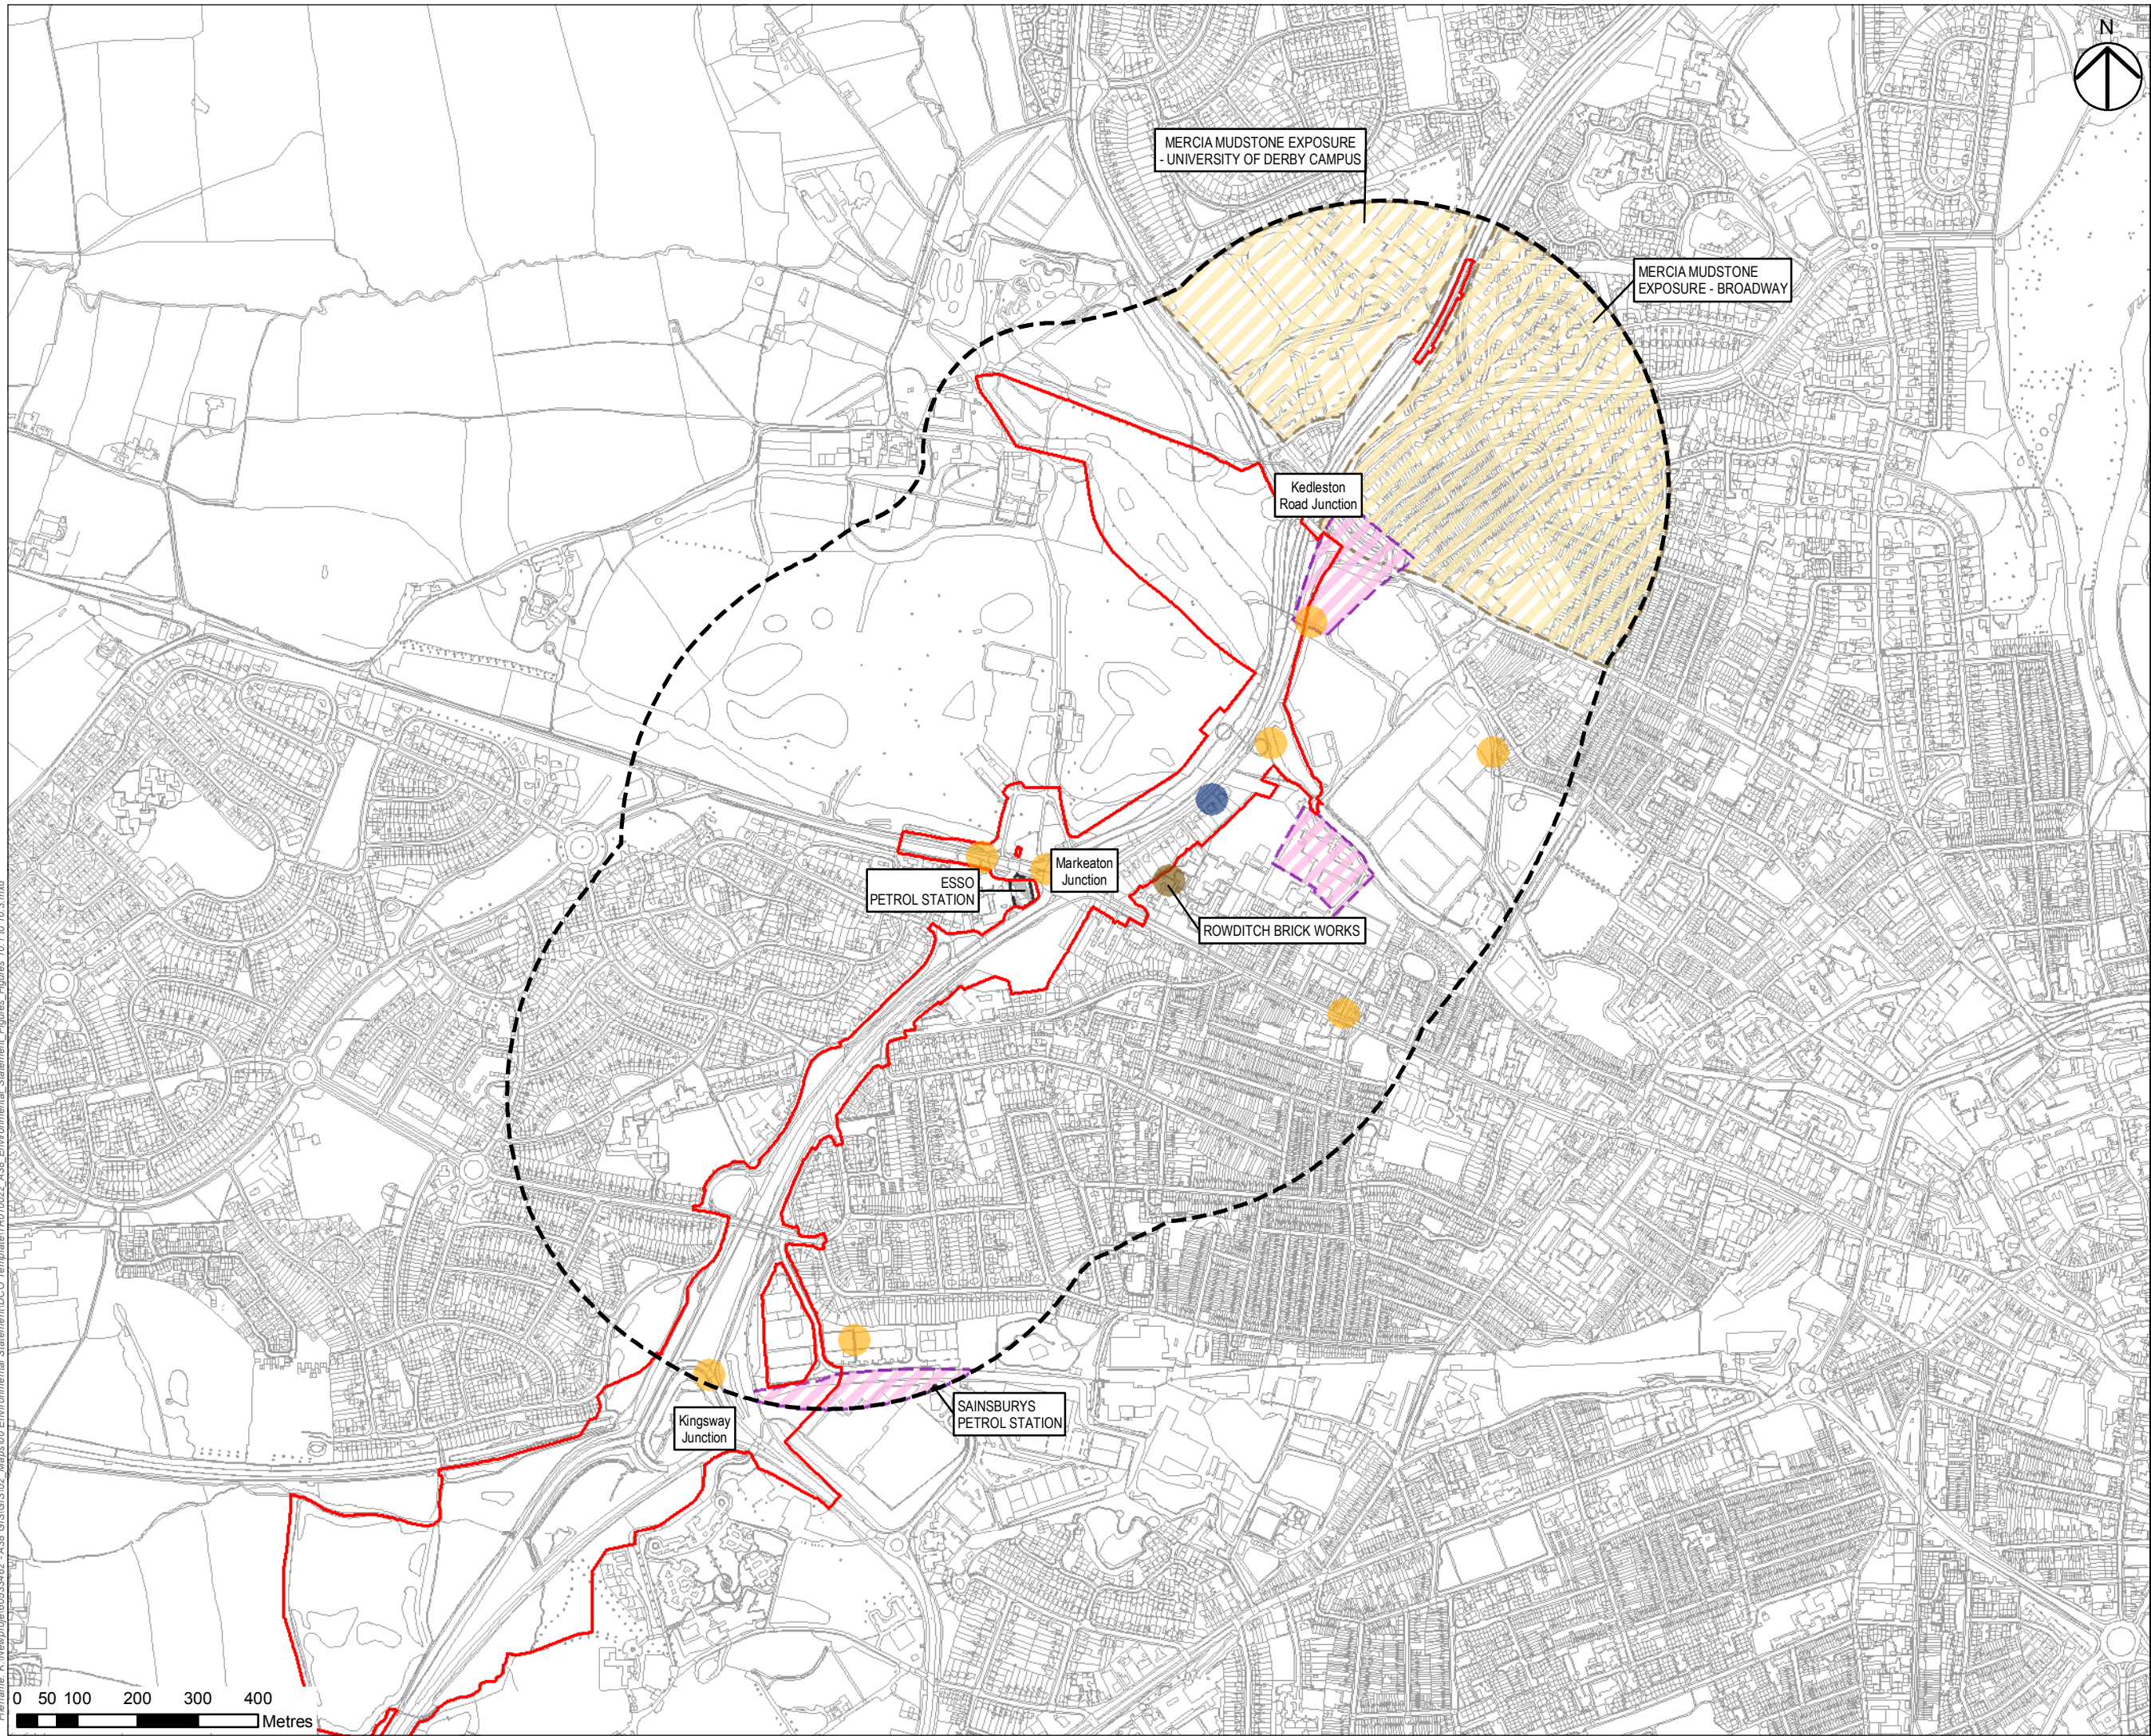 N
MERCIA MUDSTONE EXPOSURE
- UNIVERSITY OF DERBY CAMPUS
MERCIA MUDSTONE
EXPOSURE - BROADWAY
Kedleston
Road Junction
Markeaton
Junction
ESSO
PETROL STATION
ROWDITCH BRICK WORKS
SAINSBURYS
PETROL STATION
Kingsway
Junction
0 50 100 200 300 400
Metres